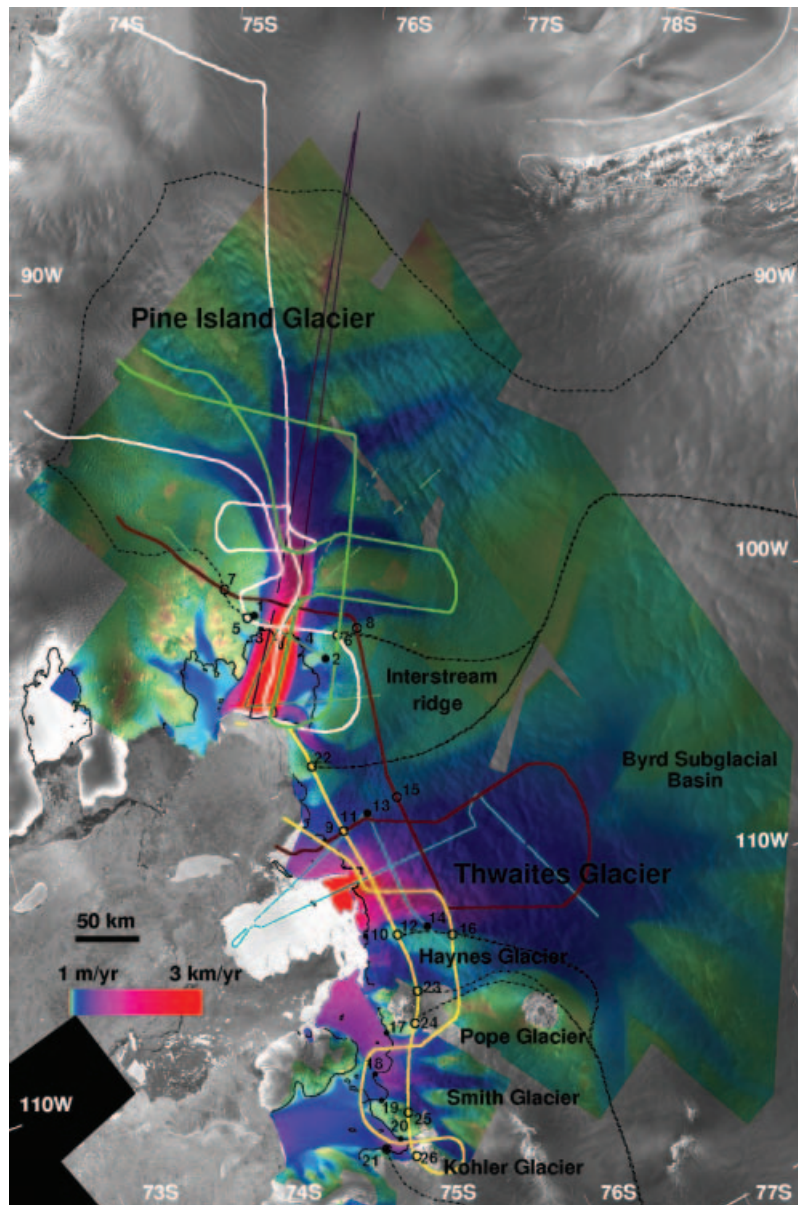 74S 75S 76S 77S 78S
90W 90W
Pine Island Glacier
100W
7
5 3 4 6 8
2
Interstream
ridge
22
Byrd Subglacial
Basin
15
13
11
9
110W
Thwaites Glacier
50 km
10 12 14 16
Haynes Glacier
1 m/yr 3 km/yr
23
17 24
Pope Glacier
18
110W
19 25
Smith Glacier
20
21 26
Kohler Glacier
73S 74S 75S 76S 77S